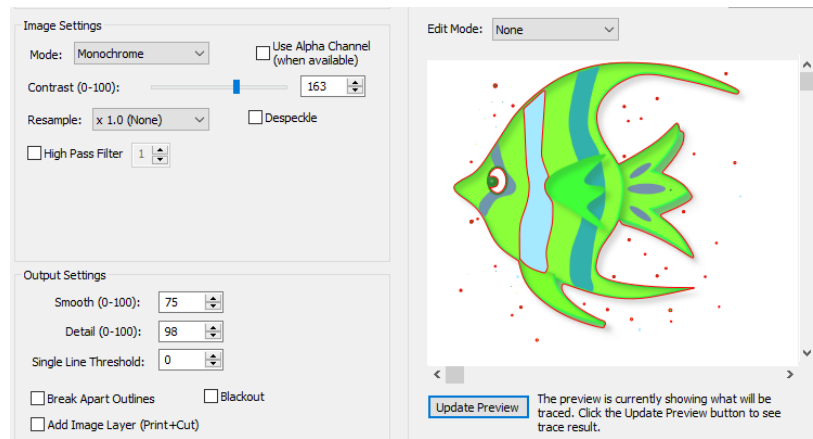 Image Settings
Mode: Monochrome
Use Alpha Channel
(when available)
Contrast (0-100): 163
Resample: x 1.0 (None)
Despeckle
High Pass Filter 1
Output Settings
Smooth (0-100): 75
Detail (0-100): 98
Single Line Threshold: 0
Break Apart Outlines
Blackout
Add Image Layer (Print+Cut)
Edit Mode: None
Update Preview
The preview is currently showing what will be
traced. Click the Update Preview button to see
trace result.